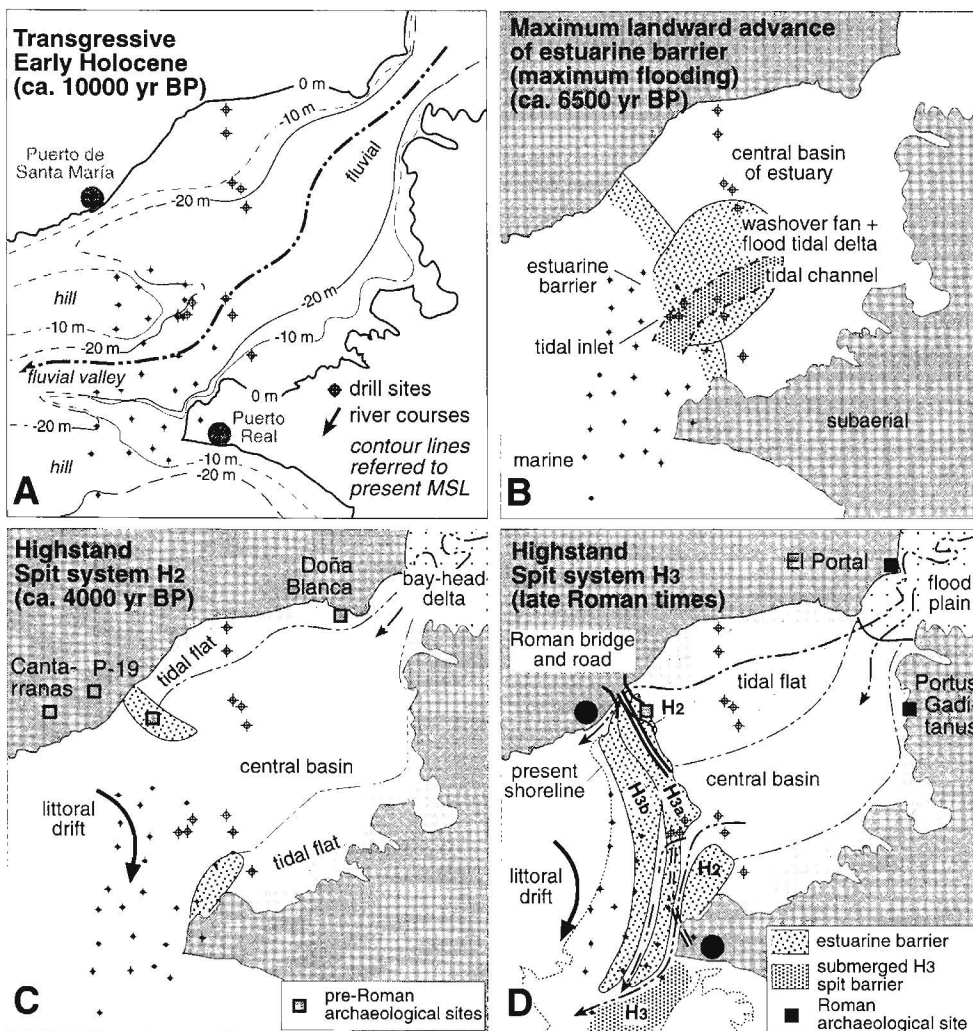 Transgressive
Early Holocene
(ca. 10000 yr BP)
0 m
-10 m
Puerto de
Santa María
-20 m
fluvial
hill
-10 m
-20 m
-20 m
-10 m
fluvial valley
0 m
drill sites
river courses
Puerto
Real
contour lines
referred to
present MSL
-20 m
hill
-10 m
-20 m
A
Maximum landward advance
of estuarine barrier
(maximum flooding)
(ca. 6500 yr BP)
central basin
of estuary
washover fan +
flood tidal delta
estuarine
barrier
tidal channel
tidal inlet
subaerial
marine
B
Highstand
Spit system H2
(ca. 4000 yr BP)
Doña
Blanca
bay-head
delta
Canta-
rranas
P-19
tidal flat
central basin
littoral
drift
tidal flat
C
pre-Roman
archaeological sites
Highstand
Spit system H3
(late Roman times)
El Portal
flood
plain
Roman bridge
and road
tidal flat
H2
Portus
Gadi-
tanus
present
shoreline
central basin
H3b
H3a
H2
littoral
drift
H3
D
estuarine barrier
submerged H3
spit barrier
Roman
archaeological site